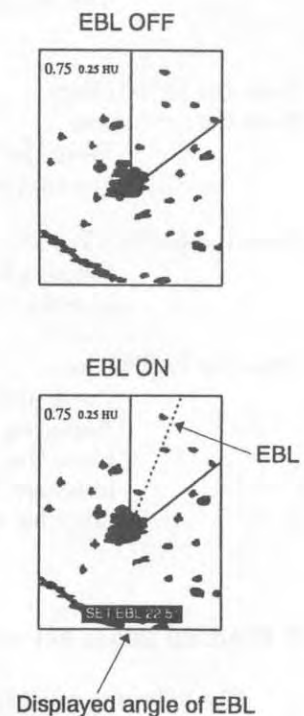 EBL OFF
0.75 0.25 HU
EBL ON
0.75 0.25 HU
EBL
SET EBL 22.5°
Displayed angle of EBL